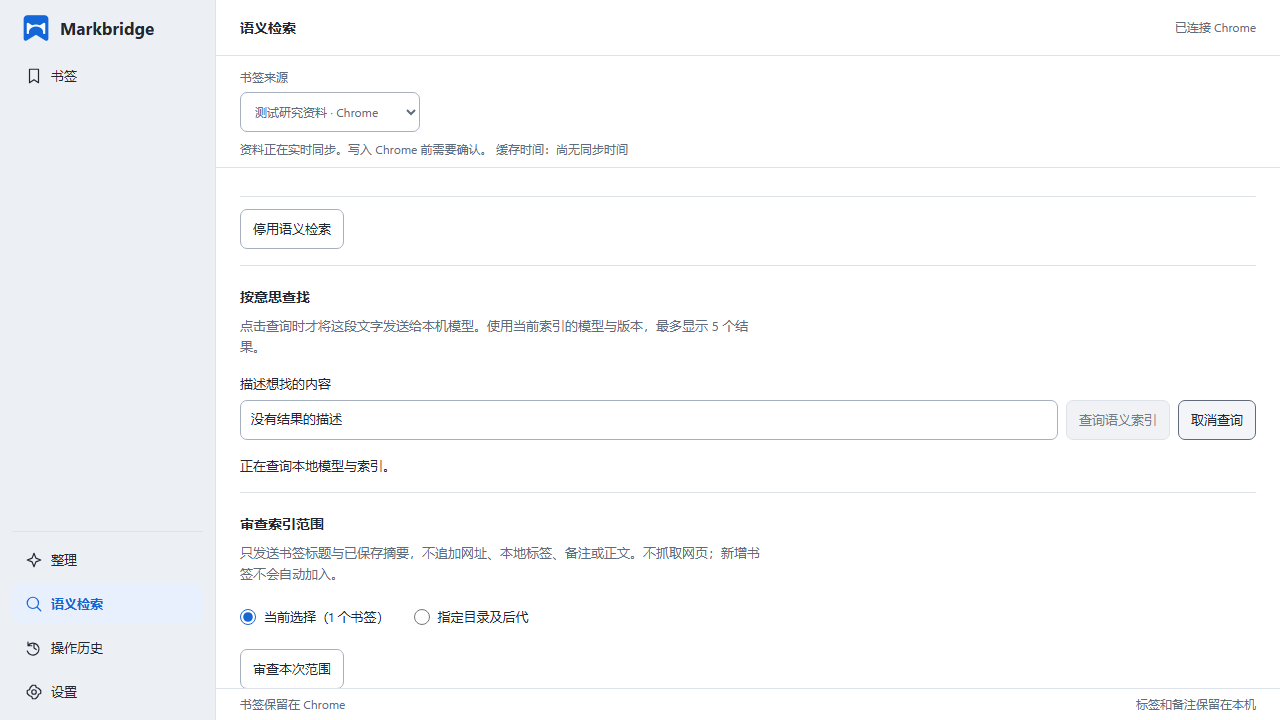 Markbridge
书签
整理
语义检索
操作历史
设置
语义检索
已连接 Chrome
书签来源
测试研究资料 · Chrome
资料正在实时同步。写入 Chrome 前需要确认。 缓存时间：尚无同步时间
停用语义检索
按意思查找
点击查询时才将这段文字发送给本机模型。使用当前索引的模型与版本，最多显示 5 个结
果。
描述想找的内容
没有结果的描述
查询语义索引
取消查询
正在查询本地模型与索引。
审查索引范围
只发送书签标题与已保存摘要，不追加网址、本地标签、备注或正文。不抓取网页；新增书
签不会自动加入。
当前选择（1 个书签）
指定目录及后代
审查本次范围
书签保留在 Chrome
标签和备注保留在本机